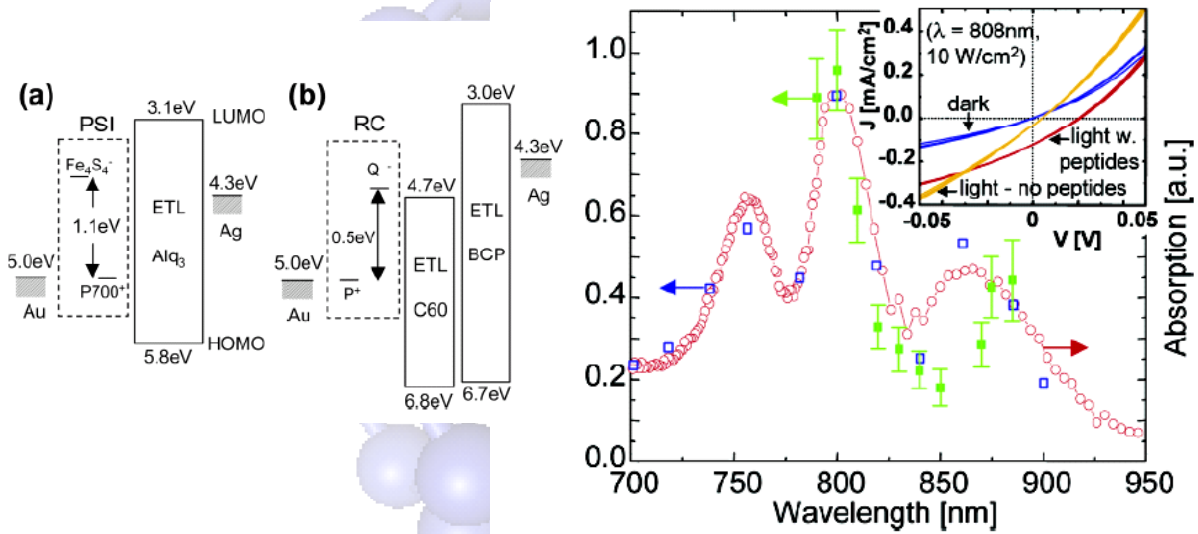 (a)
PSI
Fe₄S₄⁻
1.1eV
P700⁺
5.0eV
Au
3.1eV
LUMO
ETL
Alq₃
4.3eV
Ag
HOMO
5.8eV
(b)
RC
Q⁻
0.5eV
P⁺
5.0eV
Au
4.7eV
ETL
C60
6.8eV
3.0eV
ETL
BCP
6.7eV
4.3eV
Ag
1.0
0.8
0.6
0.4
0.2
0.0
700
750
800
850
900
950
Wavelength [nm]
Absorption [a.u.]
J [mA/cm²]
0.4
0.2
0.0
-0.2
-0.4
(λ = 808nm,
10 W/cm²)
dark
light w.
peptides
light - no peptides
-0.05
0
0.05
V [V]